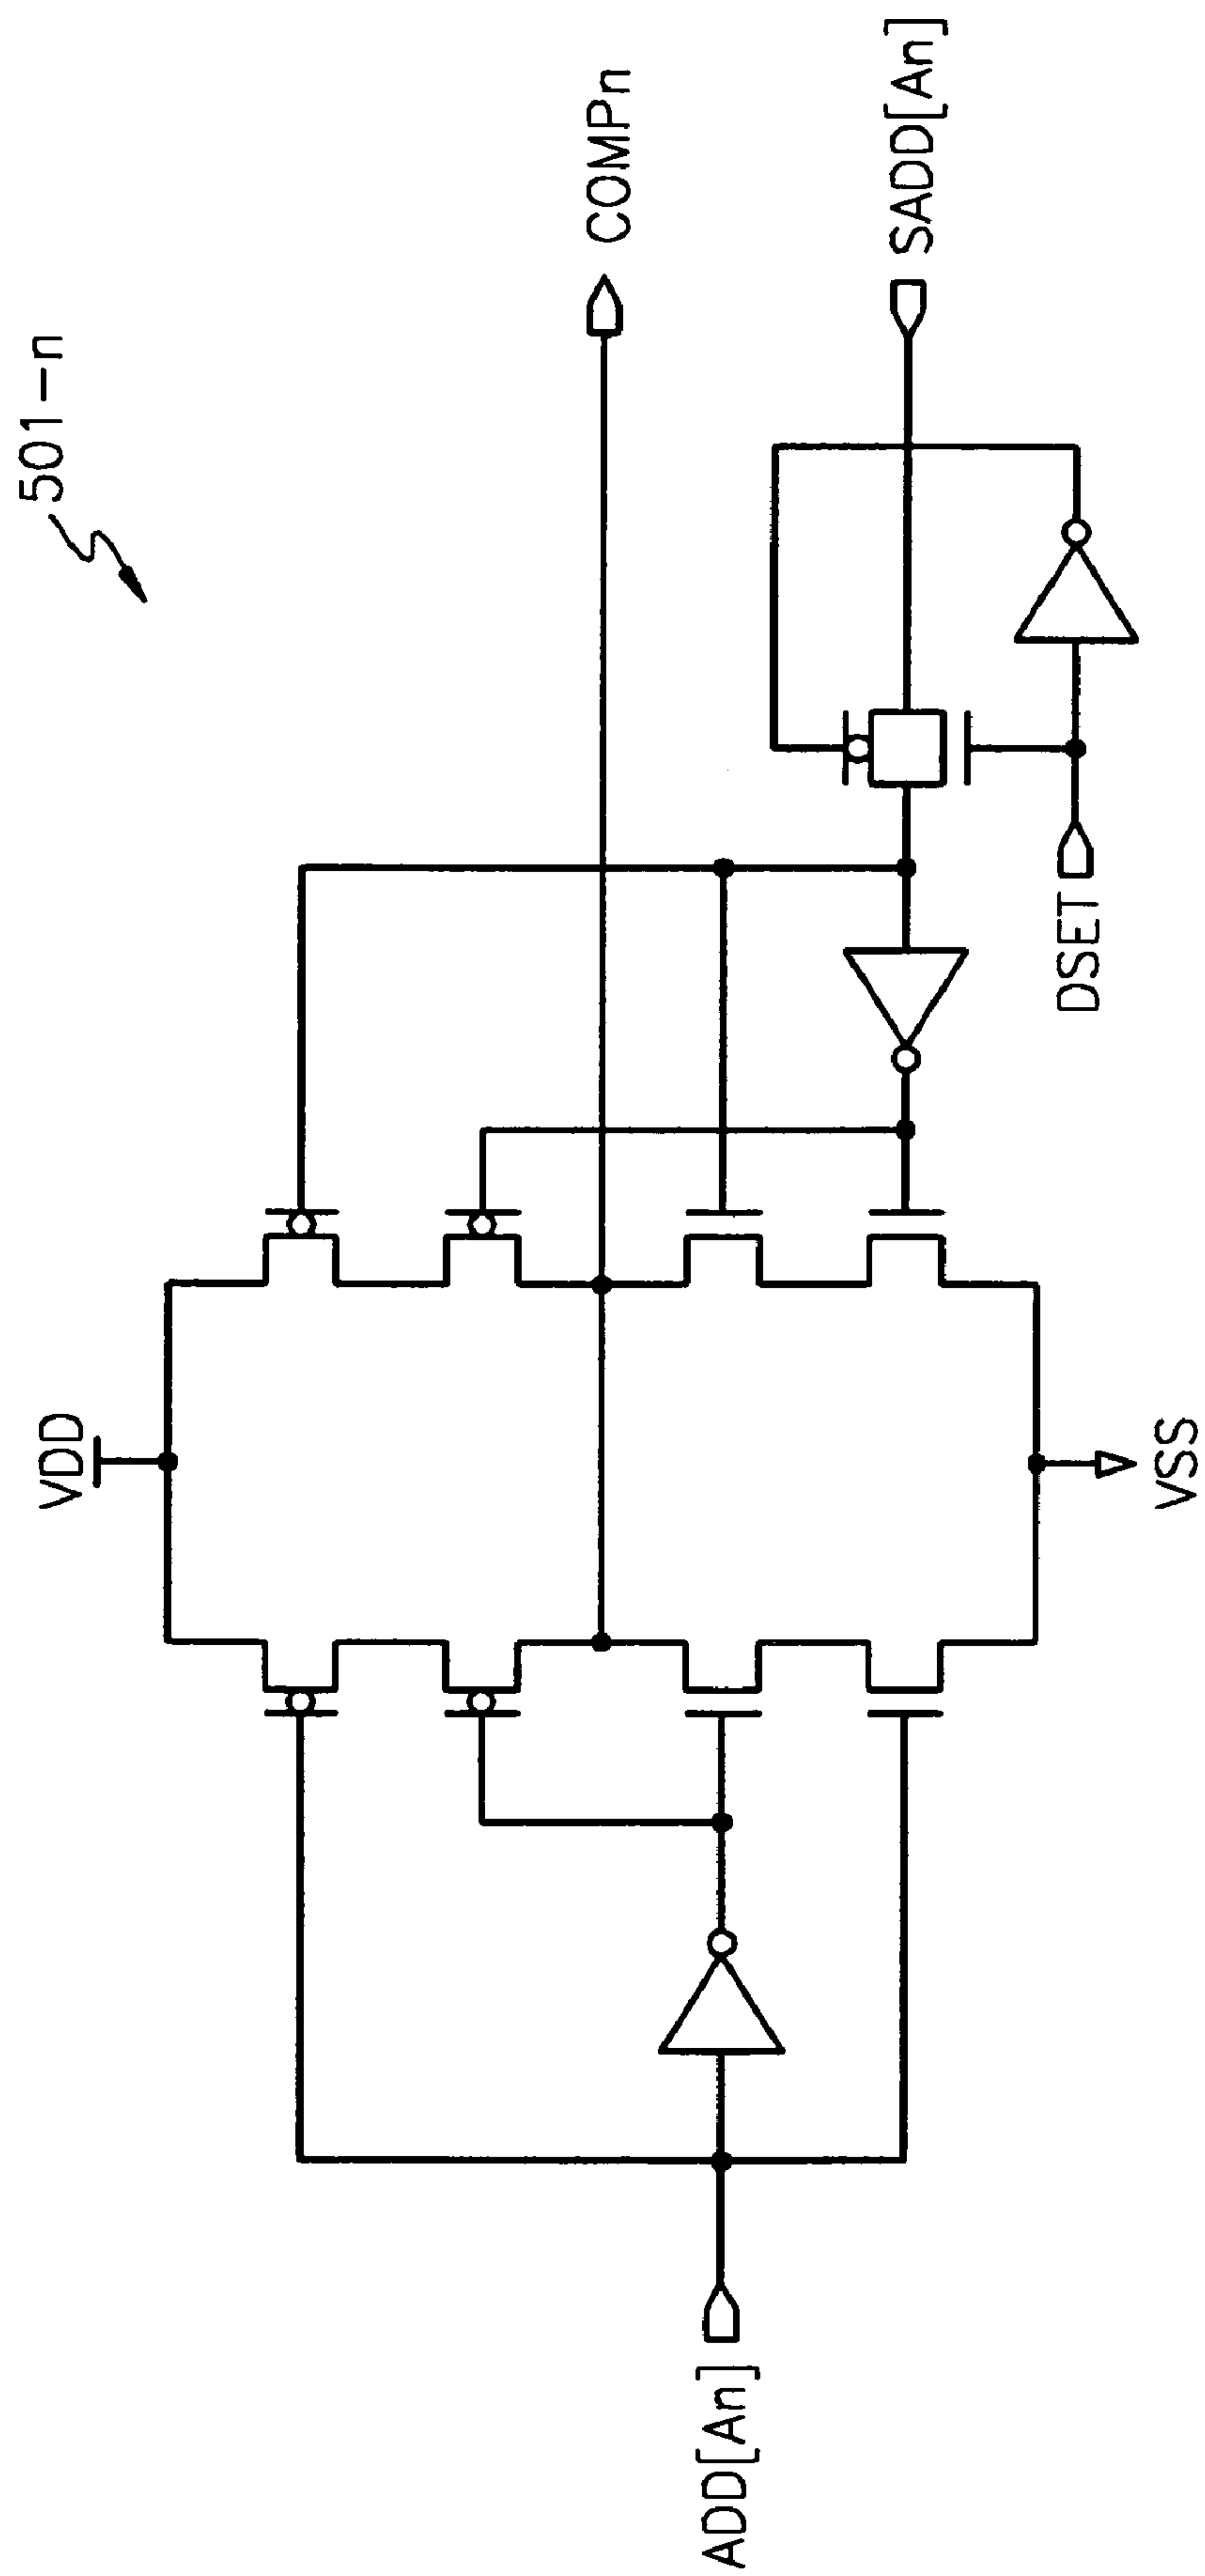 501-n
VDD
COMPn
ADD[An]
SADD[An]
DSET
VSS